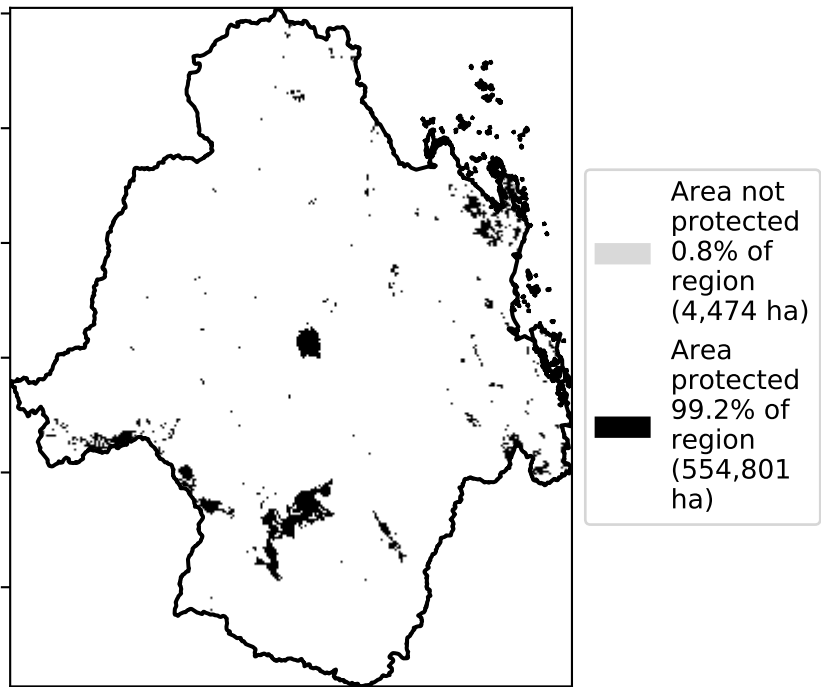 Area not
protected
0.8% of
region
(4,474 ha)
Area
protected
99.2% of
region
(554,801
ha)